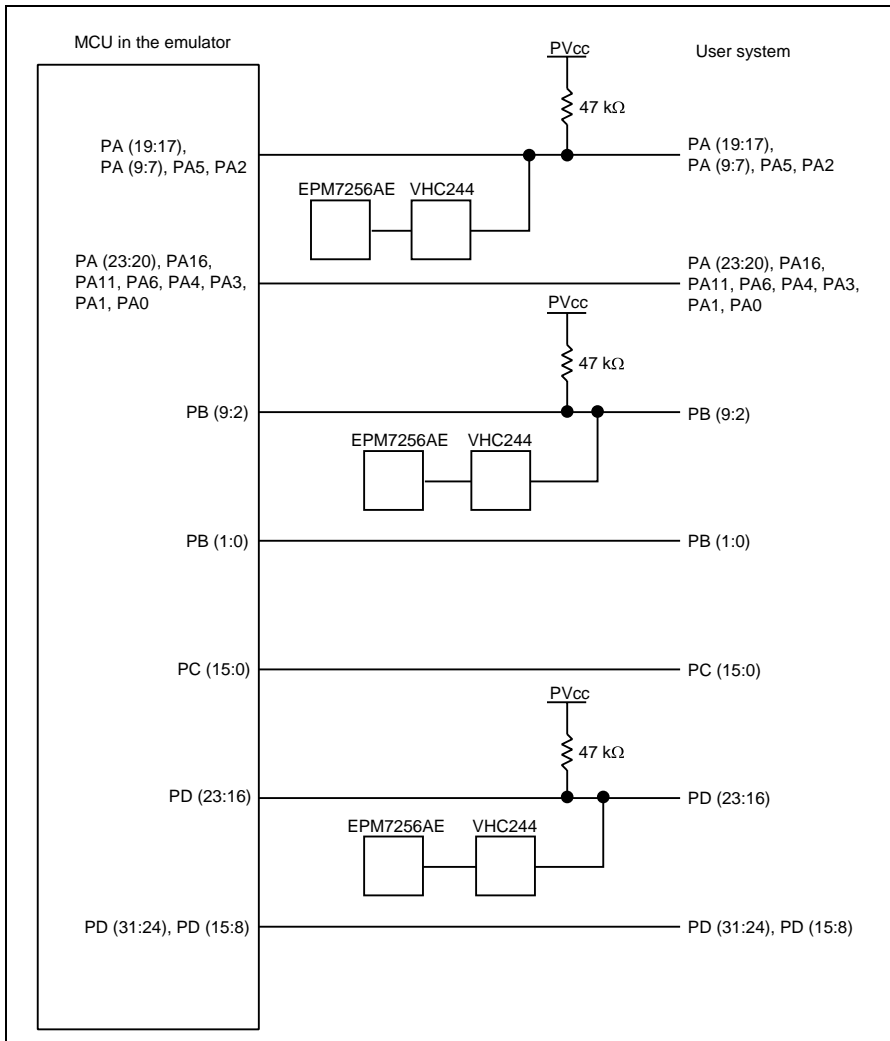 MCU in the emulator
PVcc
User system
47 kΩ
PA (19:17),
PA (9:7), PA5, PA2
PA (19:17),
PA (9:7), PA5, PA2
EPM7256AE
VHC244
PA (23:20), PA16,
PA11, PA6, PA4, PA3,
PA1, PA0
PA (23:20), PA16,
PA11, PA6, PA4, PA3,
PA1, PA0
PVcc
47 kΩ
PB (9:2)
PB (9:2)
EPM7256AE
VHC244
PB (1:0)
PB (1:0)
PC (15:0)
PC (15:0)
PVcc
47 kΩ
PD (23:16)
PD (23:16)
EPM7256AE
VHC244
PD (31:24), PD (15:8)
PD (31:24), PD (15:8)